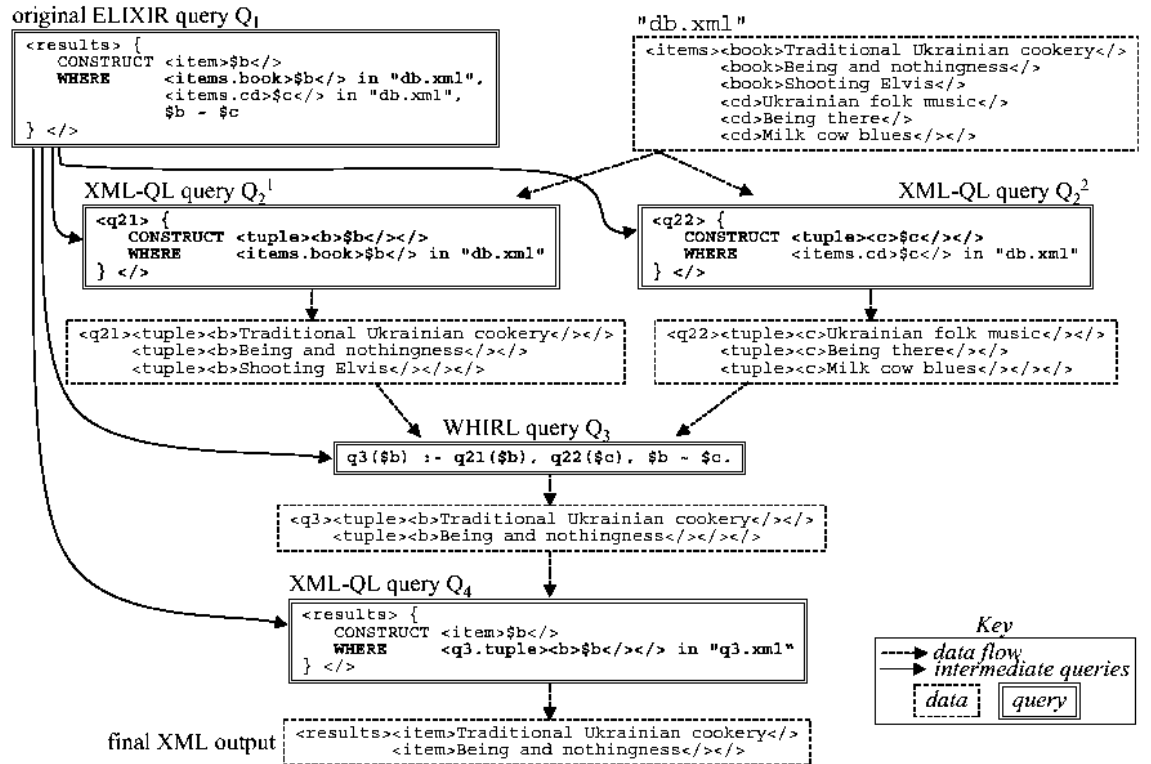 original ELIXIR query Q1
<results> {
CONSTRUCT <item>$b</>
WHERE <items.book>$b</> in "db.xml",
<items.cd>$c</> in "db.xml",
$b ~ $c
} </>
"db.xml"
<items><book>Traditional Ukrainian cookery</>
<book>Being and nothingness</>
<book>Shooting Elvis</>
<cd>Ukrainian folk music</>
<cd>Being there</>
<cd>Milk cow blues</></>
XML-QL query Q2^1
<q21> {
CONSTRUCT <tuple><b>$b</></>
WHERE <items.book>$b</> in "db.xml"
} </>
XML-QL query Q2^2
<q22> {
CONSTRUCT <tuple><c>$c</></>
WHERE <items.cd>$c</> in "db.xml"
} </>
<q21><tuple><b>Traditional Ukrainian cookery</></>
<tuple><b>Being and nothingness</></>
<tuple><b>Shooting Elvis</></></>
<q22><tuple><c>Ukrainian folk music</></>
<tuple><c>Being there</></>
<tuple><c>Milk cow blues</></></>
WHIRL query Q3
q3($b) :- q21($b), q22($c), $b ~ $c.
<q3><tuple><b>Traditional Ukrainian cookery</></>
<tuple><b>Being and nothingness</></></>
XML-QL query Q4
<results> {
CONSTRUCT <item>$b</>
WHERE <q3.tuple><b>$b</></> in "q3.xml"
} </>
Key
data flow
intermediate queries
data query
final XML output
<results><item>Traditional Ukrainian cookery</>
<item>Being and nothingness</></>